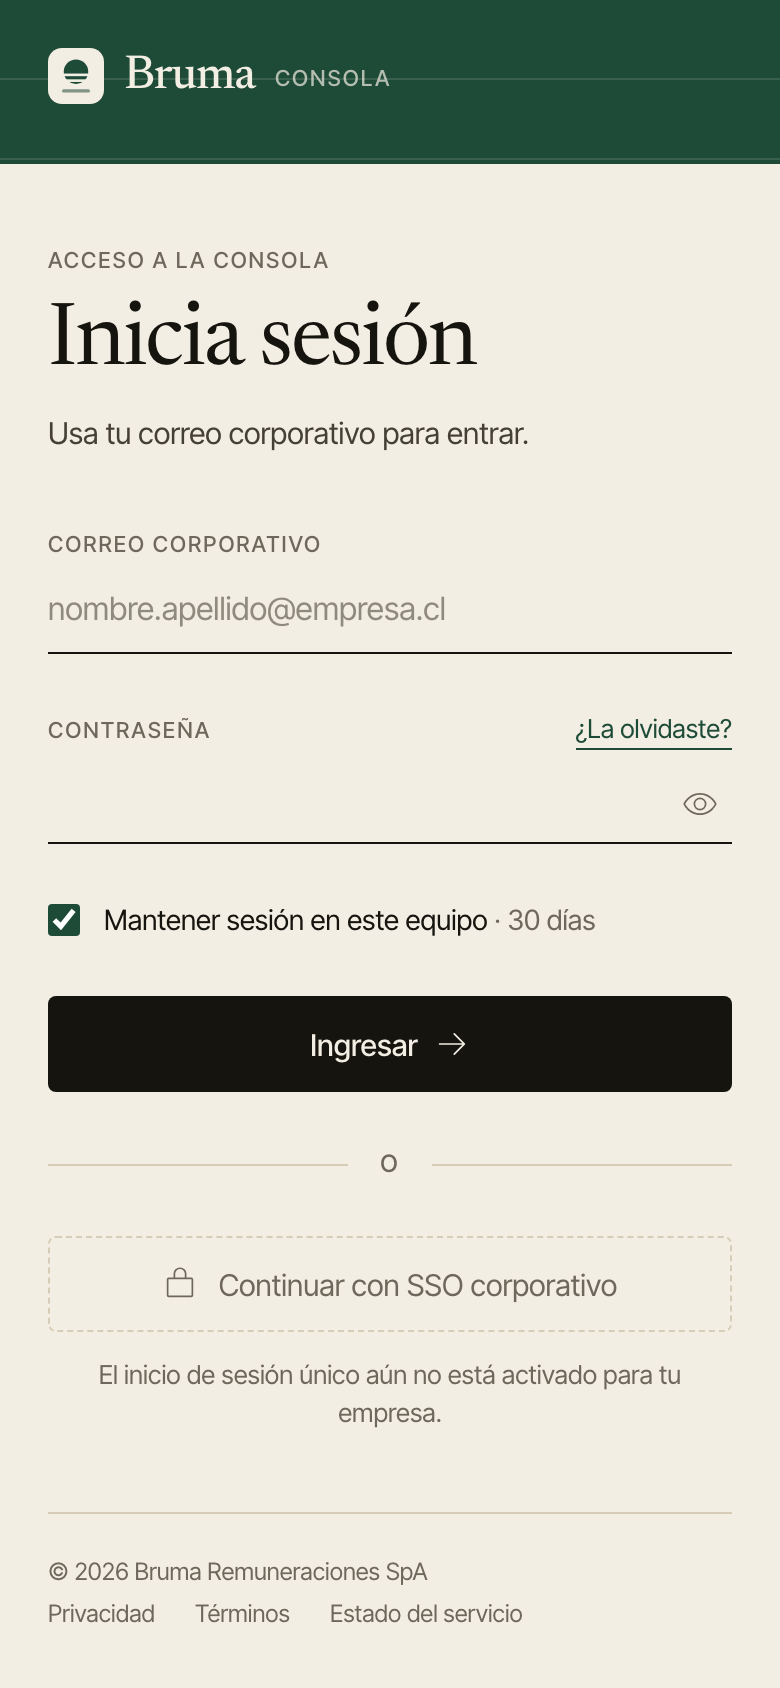 Bruma CONSOLA
ACCESO A LA CONSOLA
Inicia sesión
Usa tu correo corporativo para entrar.
CORREO CORPORATIVO
nombre.apellido@empresa.cl
CONTRASEÑA ¿La olvidaste?
Mantener sesión en este equipo · 30 días
Ingresar →
O
Continuar con SSO corporativo
El inicio de sesión único aún no está activado para tu
empresa.
© 2026 Bruma Remuneraciones SpA
Privacidad Términos Estado del servicio